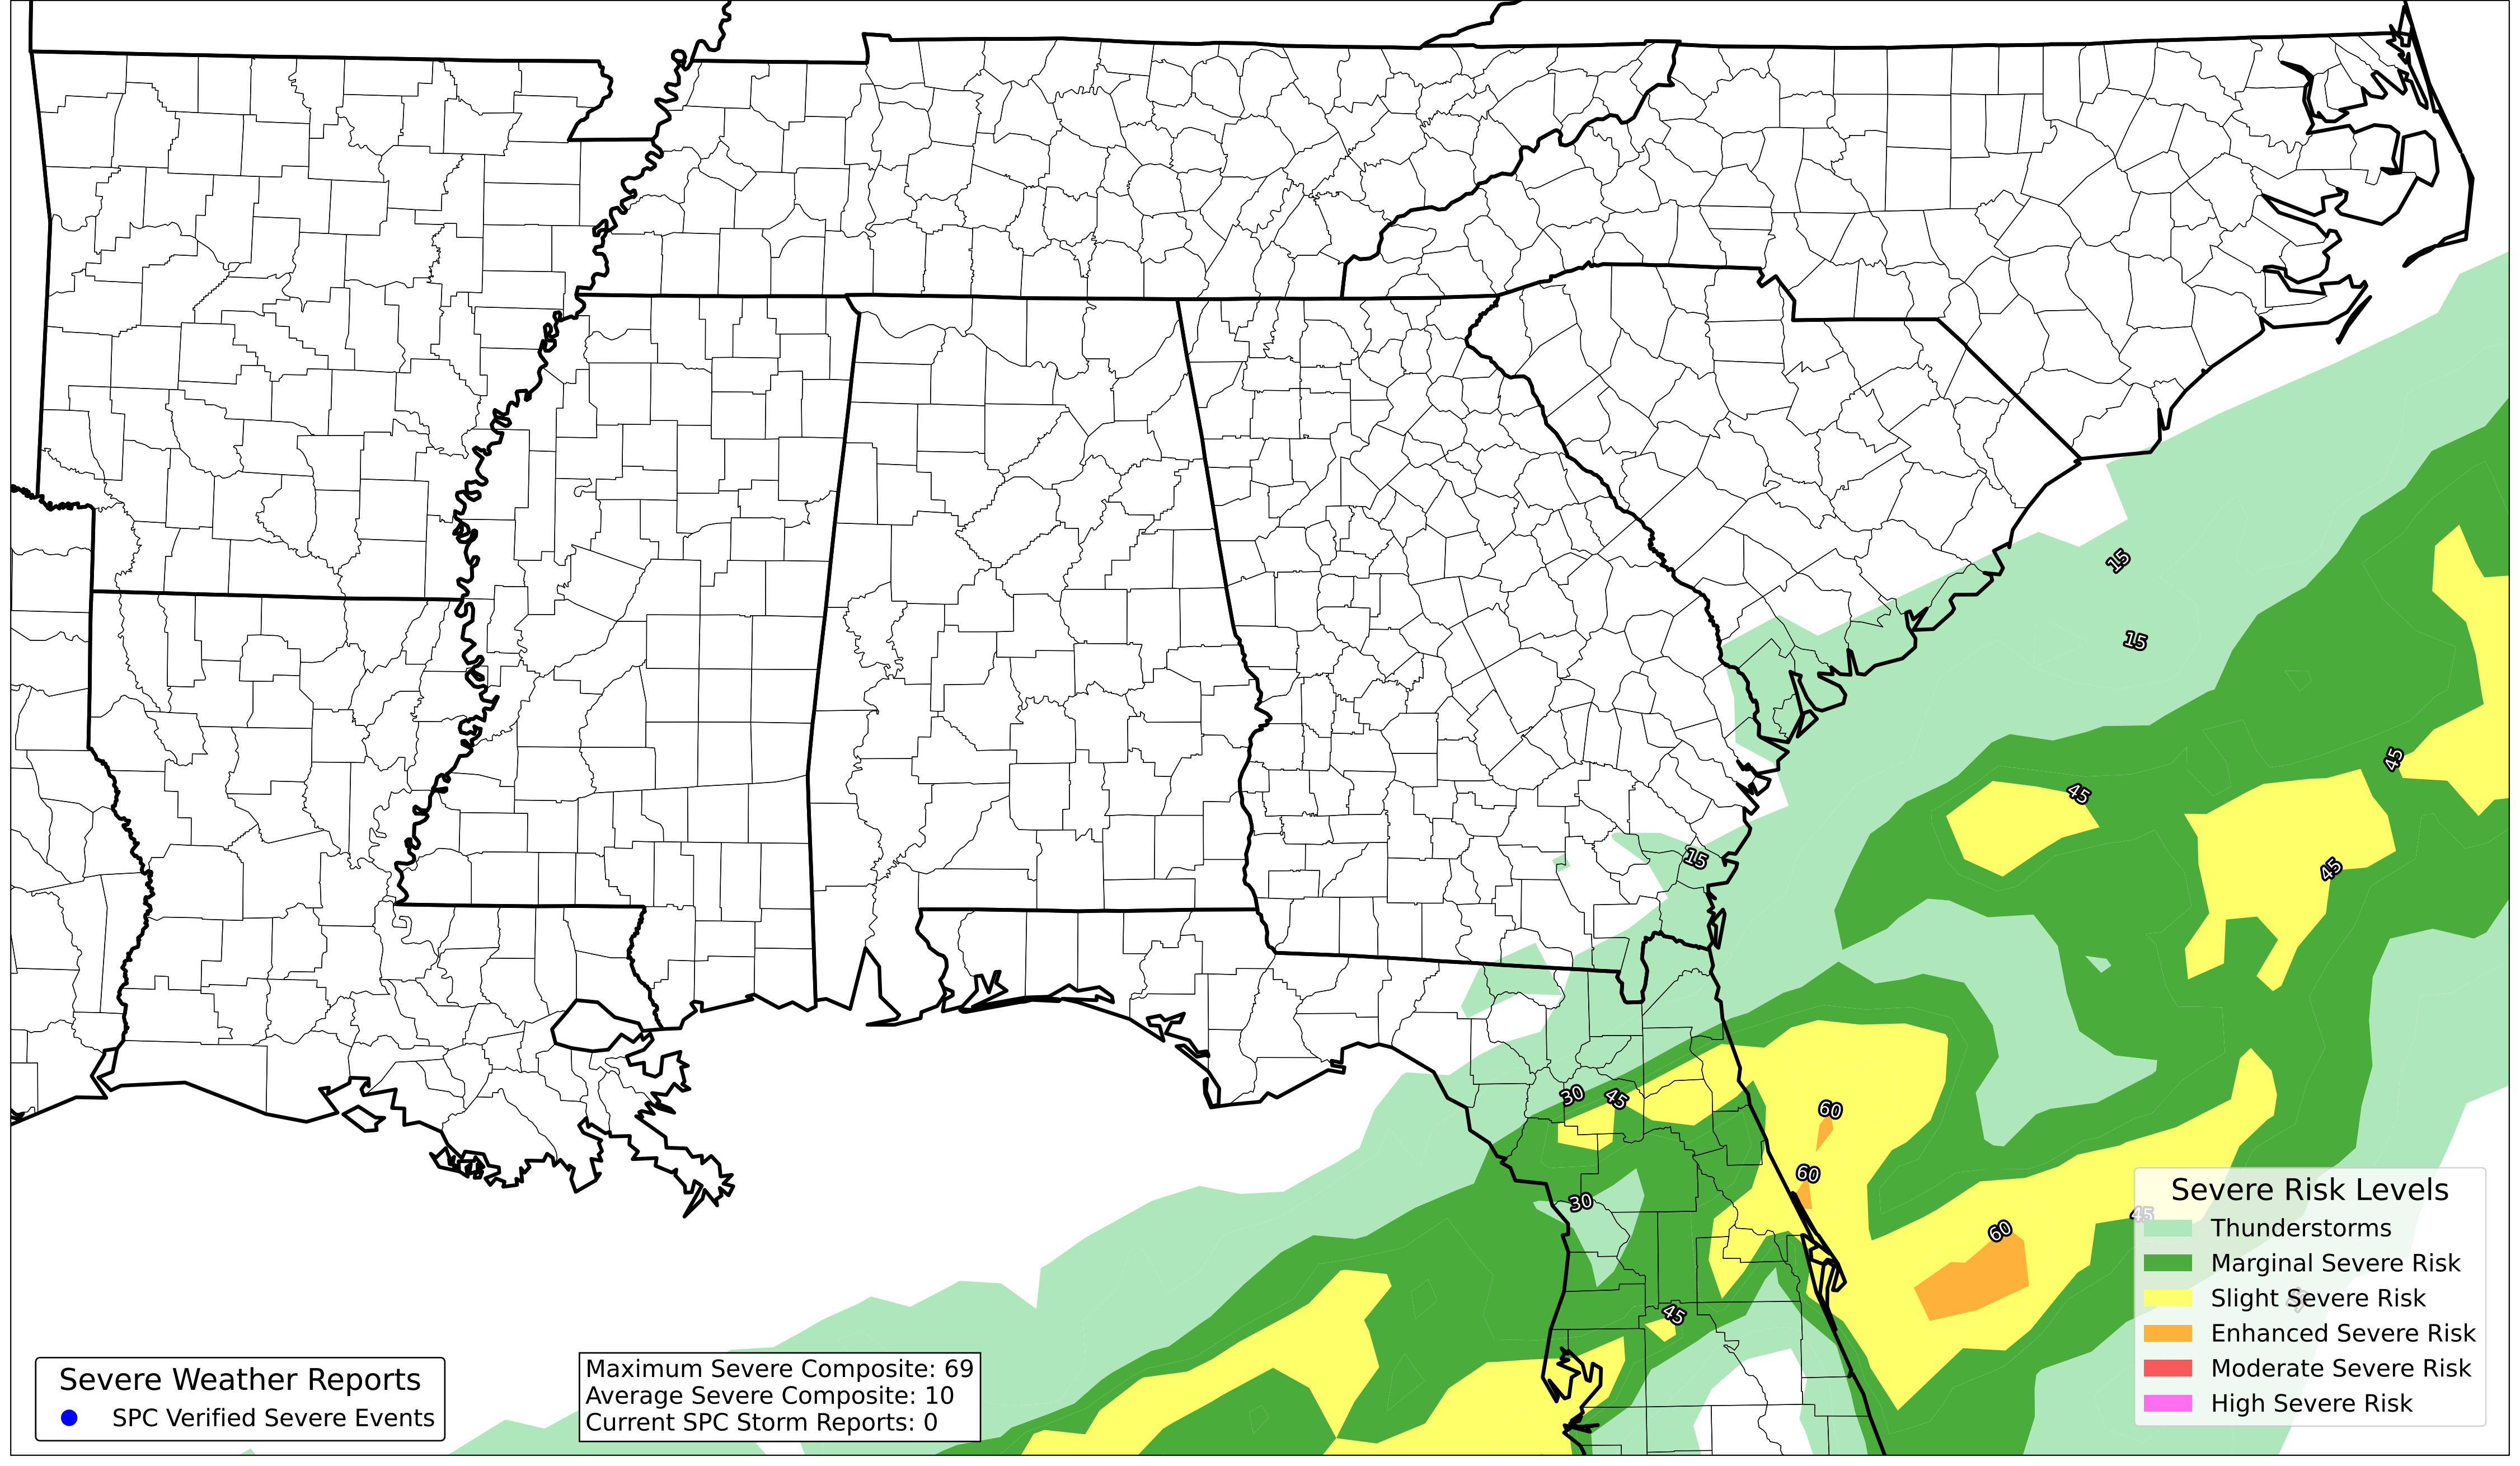 15
15
45
45
45
15
30
45
60
60
30
60
45
45
Severe Risk Levels
Thunderstorms
Marginal Severe Risk
Slight Severe Risk
Enhanced Severe Risk
Moderate Severe Risk
High Severe Risk
Severe Weather Reports
SPC Verified Severe Events
Maximum Severe Composite: 69
Average Severe Composite: 10
Current SPC Storm Reports: 0